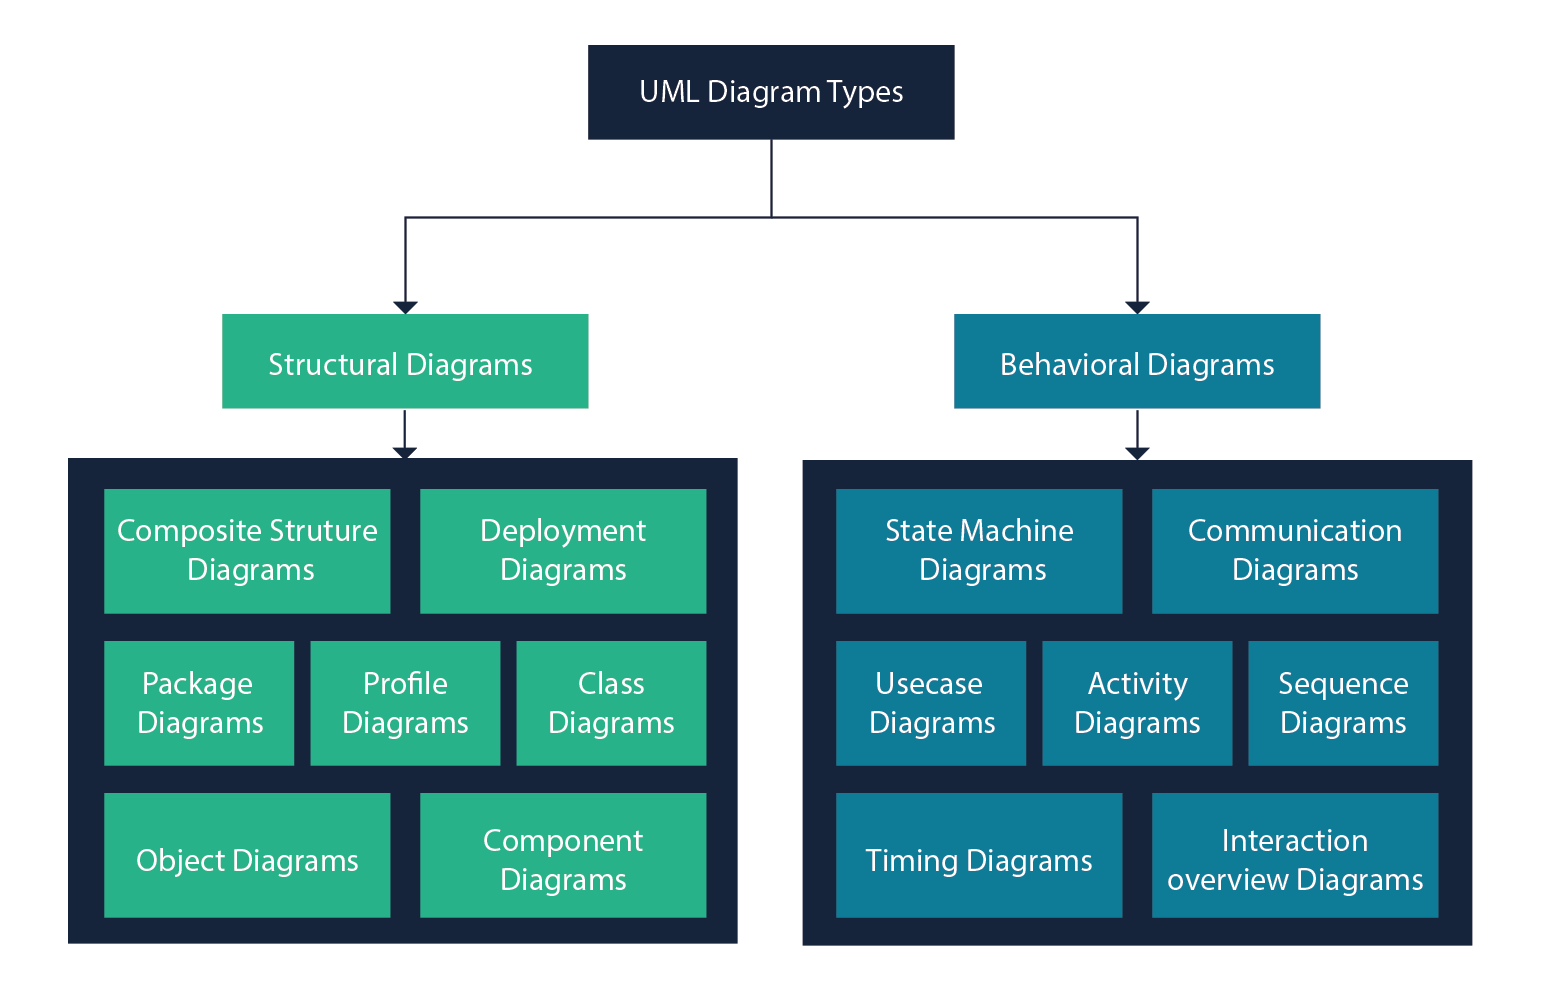 UML Diagram Types
Structural Diagrams
Behavioral Diagrams
Composite Struture
Diagrams
Deployment
Diagrams
Package
Diagrams
Profile
Diagrams
Class
Diagrams
Object Diagrams
Component
Diagrams
State Machine
Diagrams
Communication
Diagrams
Usecase
Diagrams
Activity
Diagrams
Sequence
Diagrams
Timing Diagrams
Interaction
overview Diagrams